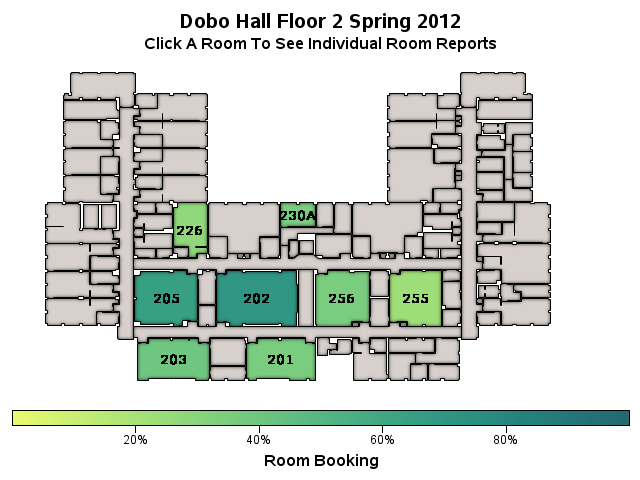 Dobo Hall Floor 2 Spring 2012
Click A Room To See Individual Room Reports
230A
226
205
202
256
255
203
201
20%
40%
60%
80%
Room Booking